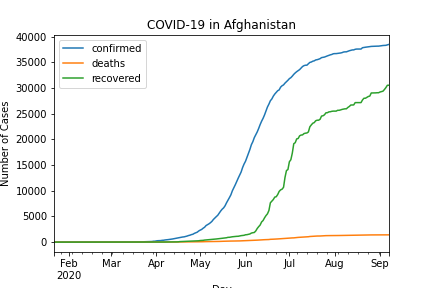 COVID-19 in Afghanistan
40000
35000
30000
25000
20000
15000
10000
5000
0
Number of Cases
confirmed
deaths
recovered
Feb Mar Apr May Jun Jul Aug Sep
2020